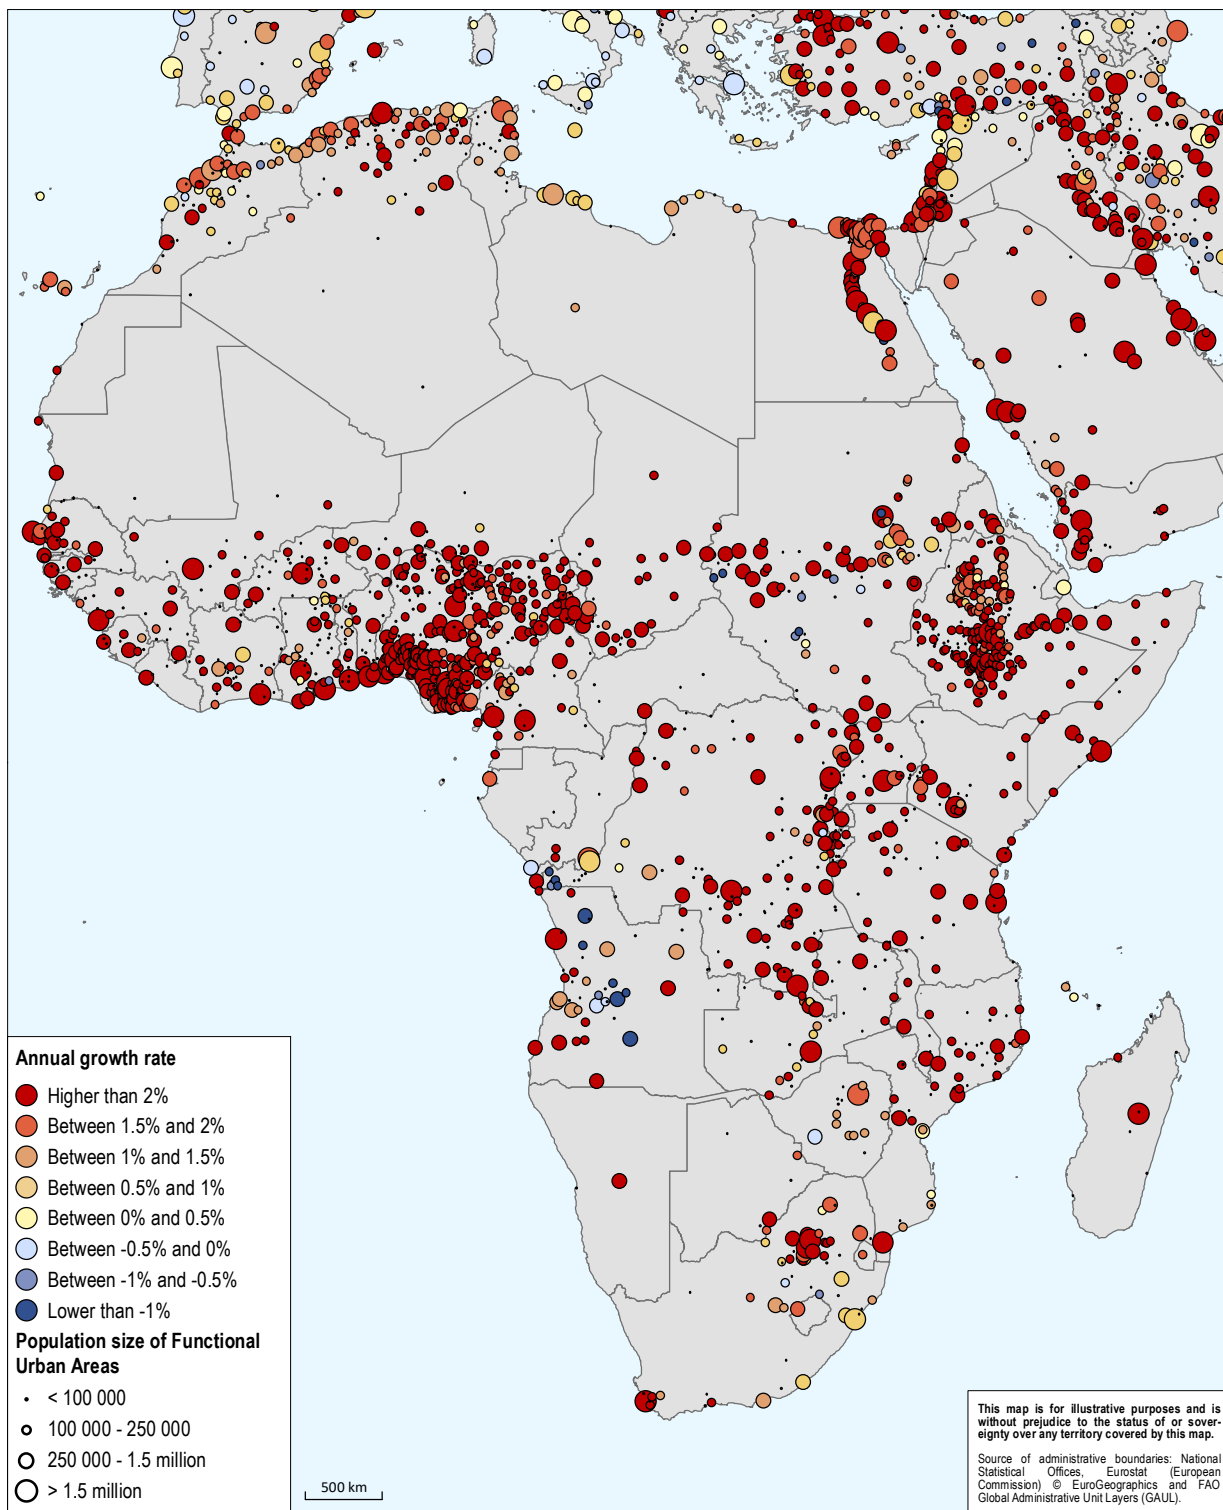 Annual growth rate
Higher than 2%
Between 1.5% and 2%
Between 1% and 1.5%
Between 0.5% and 1%
Between 0% and 0.5%
Between -0.5% and 0%
Between -1% and -0.5%
Lower than -1%
Population size of Functional
Urban Areas
< 100 000
100 000 - 250 000
250 000 - 1.5 million
> 1.5 million
500 km
This map is for illustrative purposes and is
without prejudice to the status of or sover-
eignty over any territory covered by this map.
Source of administrative boundaries: National
Statistical Offices, Eurostat (European
Commission) © EuroGeographics and FAO
Global Administrative Unit Layers (GAUL).